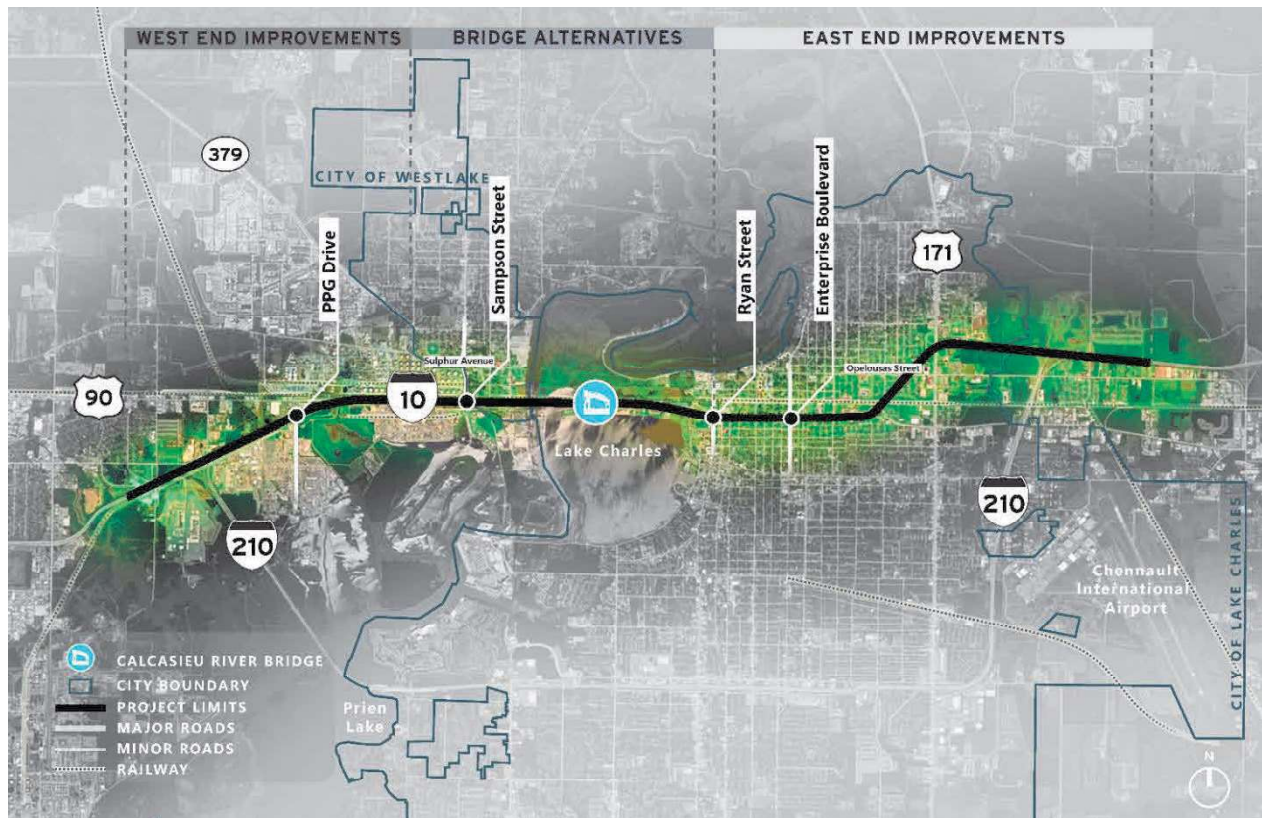 WEST END IMPROVEMENTS
BRIDGE ALTERNATIVES
EAST END IMPROVEMENTS
379
CITY OF WESTLAKE
PPG Drive
Sampson Street
Ryan Street
Enterprise Boulevard
171
Sulphur Avenue
Opelousas Street
90
10
Lake Charles
210
210
Chennault
International
Airport
CITY OF LAKE CHARLES
Prien
Lake
CALCASIEU RIVER BRIDGE
CITY BOUNDARY
PROJECT LIMITS
MAJOR ROADS
MINOR ROADS
RAILWAY
N